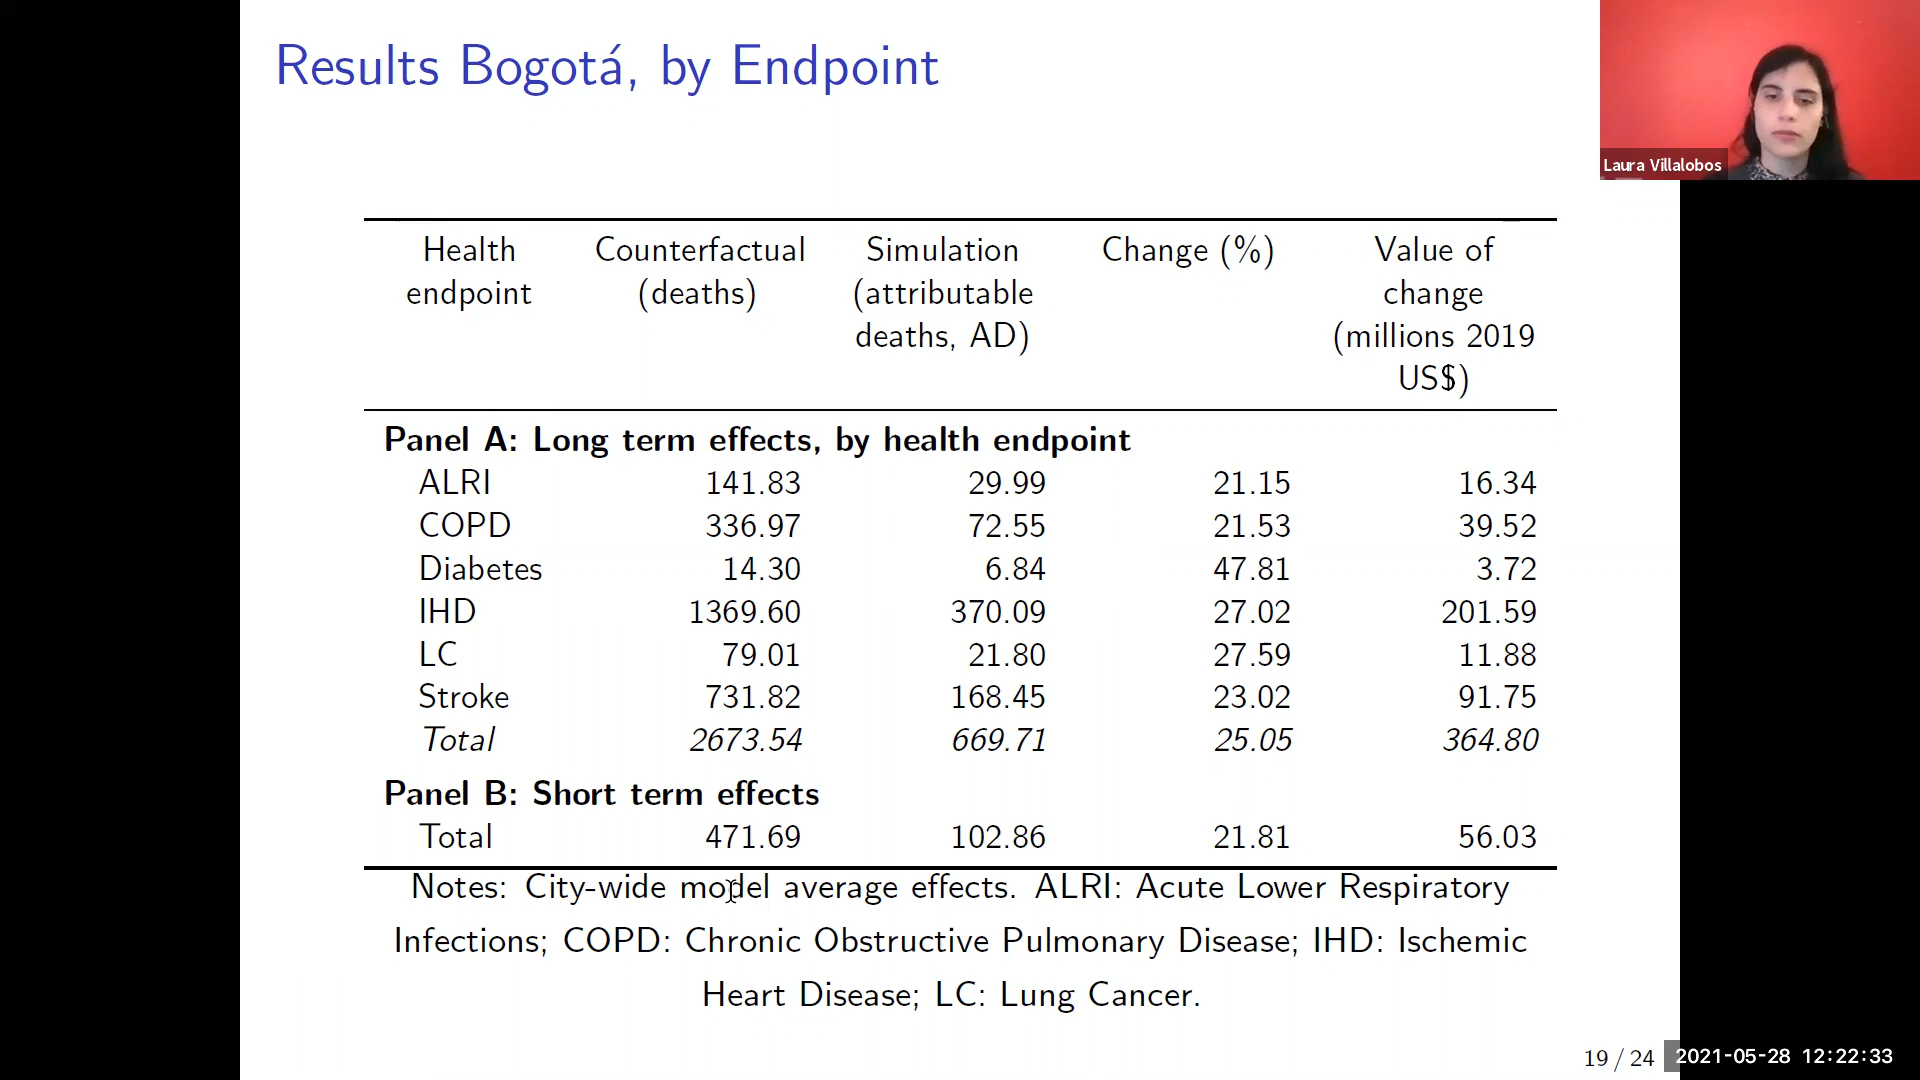 Results Bogotá, by Endpoint
Laura Villalobos
Health endpoint Counterfactual (deaths) Simulation (attributable deaths, AD) Change (%) Value of change (millions 2019 US$)
Panel A: Long term effects, by health endpoint
ALRI 141.83 29.99 21.15 16.34
COPD 336.97 72.55 21.53 39.52
Diabetes 14.30 6.84 47.81 3.72
IHD 1369.60 370.09 27.02 201.59
LC 79.01 21.80 27.59 11.88
Stroke 731.82 168.45 23.02 91.75
Total 2673.54 669.71 25.05 364.80
Panel B: Short term effects
Total 471.69 102.86 21.81 56.03
Notes: City-wide model average effects. ALRI: Acute Lower Respiratory
Infections; COPD: Chronic Obstructive Pulmonary Disease; IHD: Ischemic
Heart Disease; LC: Lung Cancer.
19 / 24
2021-05-28 12:22:33